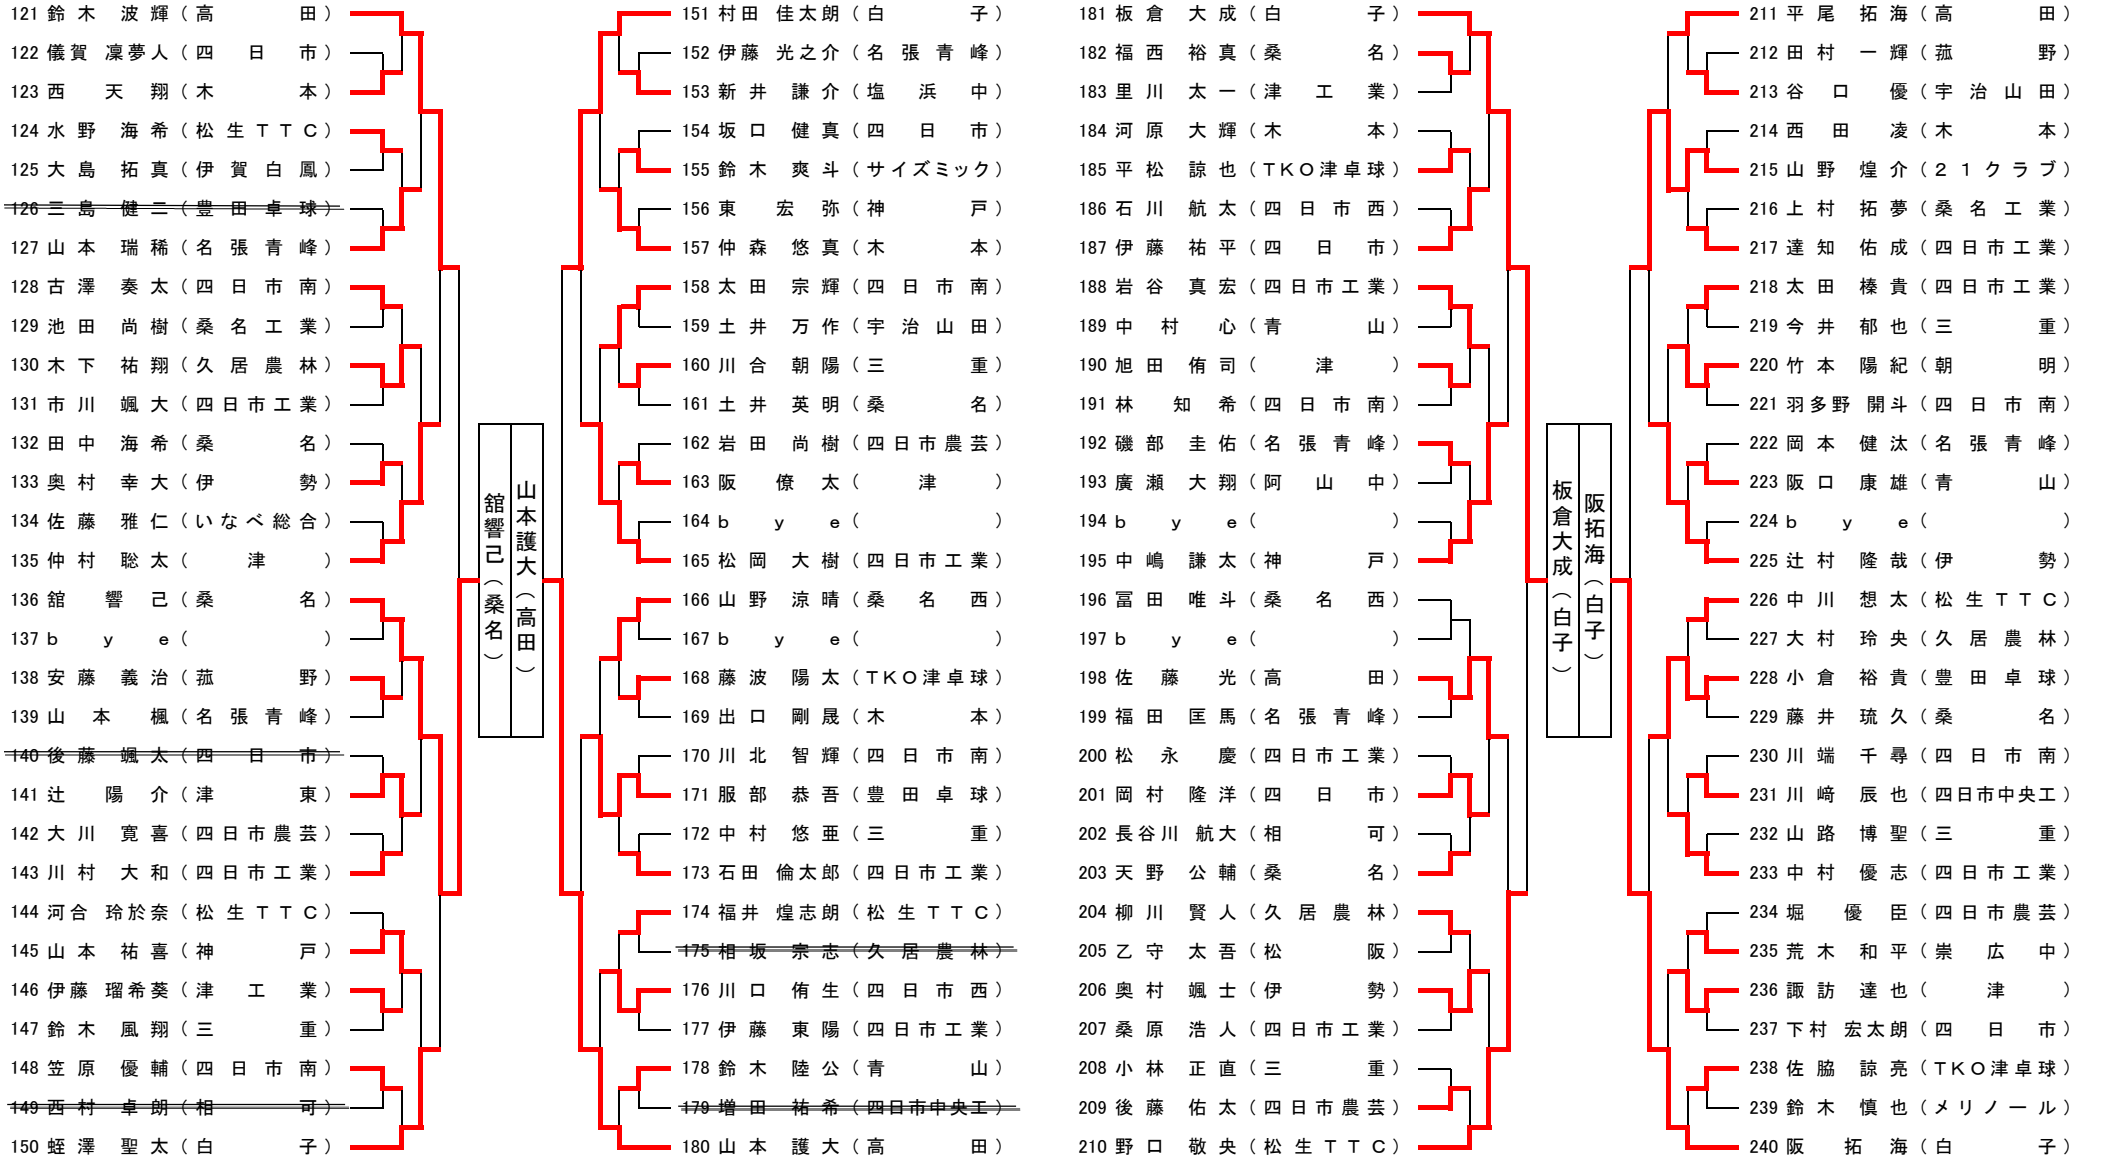 121 鈴木 波輝 （高田）
122 儀賀 凜夢人 （四日市）
123 西 天翔 （木本）
124 水野 海希 （松生ＴＴＣ）
125 大島 拓真 （伊賀白鳳）
126 三島 健二 （豊田卓球）
127 山本 瑞稀 （名張青峰）
128 古澤 奏太 （四日市南）
129 池田 尚樹 （桑名工業）
130 木下 祐翔 （久居農林）
131 市川 颯大 （四日市工業）
132 田中 海希 （桑名）
133 奥村 幸大 （伊勢）
134 佐藤 雅仁 （いなべ総合）
135 仲村 聡太 （津）
136 舘 響己 （桑名）
137 ｂｙｅ （ ）
138 安藤 義治 （菰野）
139 山本 楓 （名張青峰）
140 後藤 颯太 （四日市）
141 辻 陽介 （津東）
142 大川 寛喜 （四日市農芸）
143 川村 大和 （四日市工業）
144 河合 玲於奈 （松生ＴＴＣ）
145 山本 祐喜 （神戸）
146 伊藤 瑠希葵 （津工業）
147 鈴木 風翔 （三重）
148 笠原 優輔 （四日市南）
149 西村 卓朗 （相可）
150 蛭澤 聖太 （白子）
舘響己（桑名）
山本護大（高田）
151 村田 佳太朗 （白子）
152 伊藤 光之介 （名張青峰）
153 新井 謙介 （塩浜中）
154 坂口 健真 （四日市）
155 鈴木 爽斗 （サイズミック）
156 東 宏弥 （神戸）
157 仲森 悠真 （木本）
158 太田 宗輝 （四日市南）
159 土井 万作 （宇治山田）
160 川合 朝陽 （三重）
161 土井 英明 （桑名）
162 岩田 尚樹 （四日市農芸）
163 阪 僚太 （津）
164 ｂｙｅ （ ）
165 松岡 大樹 （四日市工業）
166 山野 涼晴 （桑名西）
167 ｂｙｅ （ ）
168 藤波 陽太 （ＴＫＯ津卓球）
169 出口 剛晟 （木本）
170 川北 智輝 （四日市南）
171 服部 恭吾 （豊田卓球）
172 中村 悠亜 （三重）
173 石田 倫太郎 （四日市工業）
174 福井 煌志朗 （松生ＴＴＣ）
175 相坂 宗志 （久居農林）
176 川口 侑生 （四日市西）
177 伊藤 東陽 （四日市工業）
178 鈴木 陸公 （青山）
179 増田 祐希 （四日市中央工）
180 山本 護大 （高田）
181 板倉 大成 （白子）
182 福西 裕真 （桑名）
183 里川 太一 （津工業）
184 河原 大輝 （木本）
185 平松 諒也 （ＴＫＯ津卓球）
186 石川 航太 （四日市西）
187 伊藤 祐平 （四日市）
188 岩谷 真宏 （四日市工業）
189 中村 心 （青山）
190 旭田 侑司 （津）
191 林 知希 （四日市南）
192 磯部 圭佑 （名張青峰）
193 廣瀬 大翔 （阿山中）
194 ｂｙｅ （ ）
195 中嶋 謙太 （神戸）
196 冨田 唯斗 （桑名西）
197 ｂｙｅ （ ）
198 佐藤 光 （高田）
199 福田 匡馬 （名張青峰）
200 松永 慶 （四日市工業）
201 岡村 隆洋 （四日市）
202 長谷川 航大 （相可）
203 天野 公輔 （桑名）
204 柳川 賢人 （久居農林）
205 乙守 太吾 （松阪）
206 奥村 颯士 （伊勢）
207 桑原 浩人 （四日市工業）
208 小林 正直 （三重）
209 後藤 佑太 （四日市農芸）
210 野口 敬央 （松生ＴＴＣ）
板倉大成（白子）
阪拓海（白子）
211 平尾 拓海 （高田）
212 田村 一輝 （菰野）
213 谷口 優 （宇治山田）
214 西田 凌 （木本）
215 山野 煌介 （２１クラブ）
216 上村 拓夢 （桑名工業）
217 達知 佑成 （四日市工業）
218 太田 榛貴 （四日市工業）
219 今井 郁也 （三重）
220 竹本 陽紀 （朝明）
221 羽多野 開斗 （四日市南）
222 岡本 健汰 （名張青峰）
223 阪口 康雄 （青山）
224 ｂｙｅ （ ）
225 辻村 隆哉 （伊勢）
226 中川 想太 （松生ＴＴＣ）
227 大村 玲央 （久居農林）
228 小倉 裕貴 （豊田卓球）
229 藤井 琉久 （桑名）
230 川端 千尋 （四日市南）
231 川﨑 辰也 （四日市中央工）
232 山路 博聖 （三重）
233 中村 優志 （四日市工業）
234 堀 優臣 （四日市農芸）
235 荒木 和平 （崇広中）
236 諏訪 達也 （津）
237 下村 宏太朗 （四日市）
238 佐脇 諒亮 （ＴＫＯ津卓球）
239 鈴木 慎也 （メリノール）
240 阪 拓海 （白子）